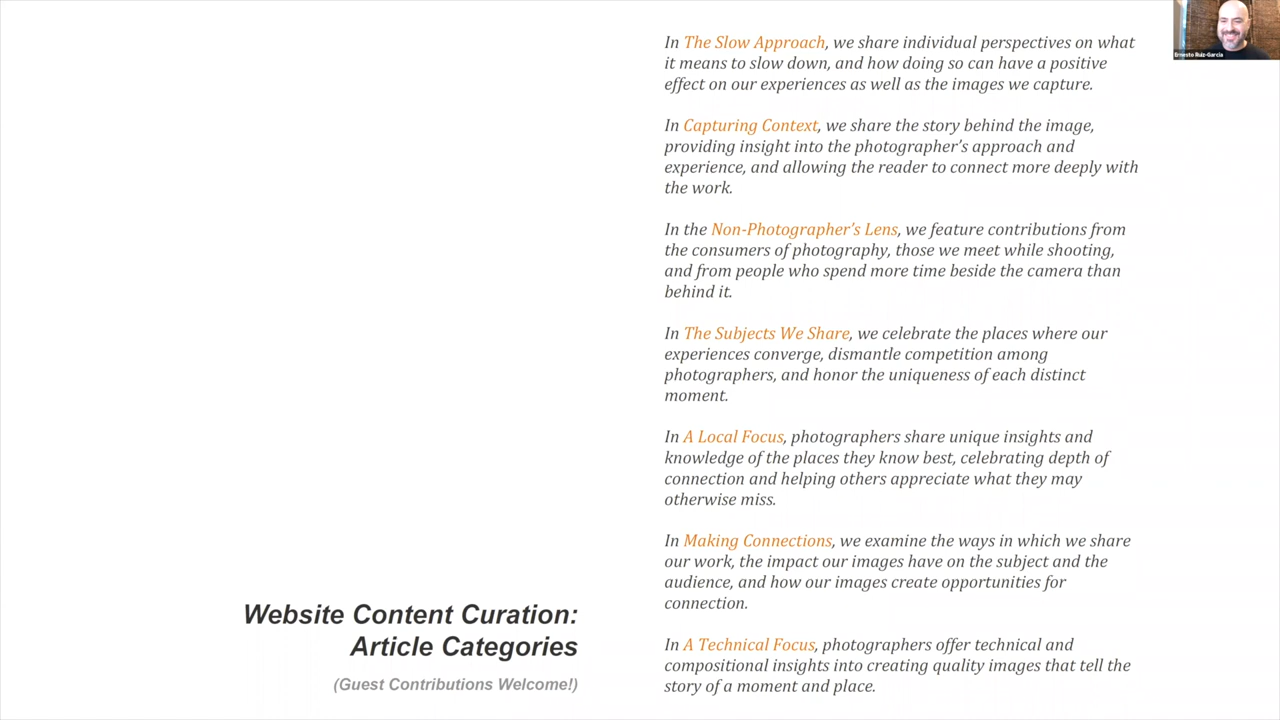 In The Slow Approach, we share individual perspectives on what
it means to slow down, and how doing so can have a positive
effect on our experiences as well as the images we capture.
In Capturing Context, we share the story behind the image,
providing insight into the photographer's approach and
experience, and allowing the reader to connect more deeply with
the work.
In the Non-Photographer's Lens, we feature contributions from
the consumers of photography, those we meet while shooting,
and from people who spend more time beside the camera than
behind it.
In The Subjects We Share, we celebrate the places where our
experiences converge, dismantle competition among
photographers, and honor the uniqueness of each distinct
moment.
In A Local Focus, photographers share unique insights and
knowledge of the places they know best, celebrating depth of
connection and helping others appreciate what they may
otherwise miss.
In Making Connections, we examine the ways in which we share
our work, the impact our images have on the subject and the
audience, and how our images create opportunities for
connection.
In A Technical Focus, photographers offer technical and
compositional insights into creating quality images that tell the
story of a moment and place.
Website Content Curation:
Article Categories
(Guest Contributions Welcome!)
Ernesto Ruiz-Garcia